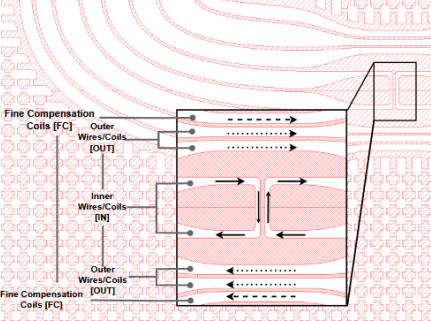 Fine Compensation
Coils [FC]
Outer
Wires/Coils
[OUT]
Inner
Wires/Coils
[IN]
Outer
Wires/Coils
[OUT]
Fine Compensation
Coils [FC]